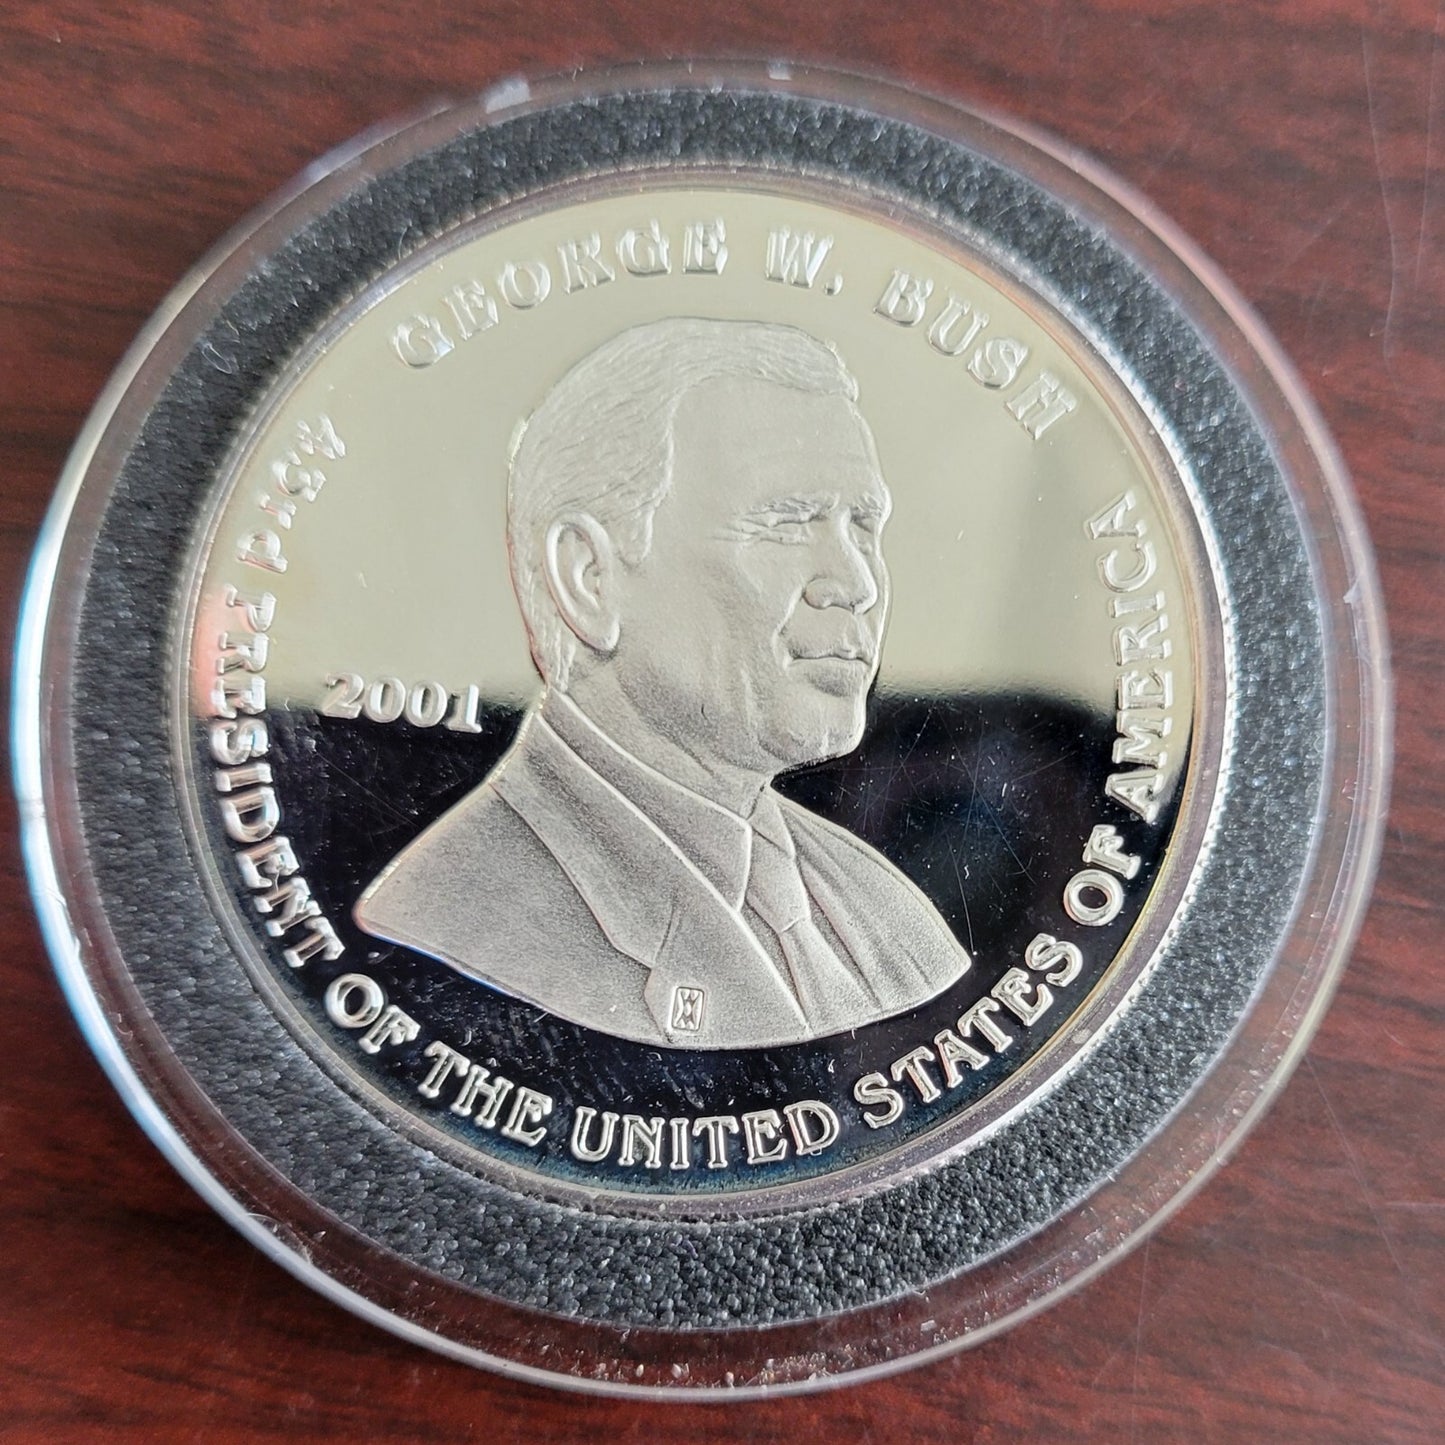 GEORGE W. BUSH
2001
43rd PRESIDENT OF THE UNITED STATES OF AMERICA